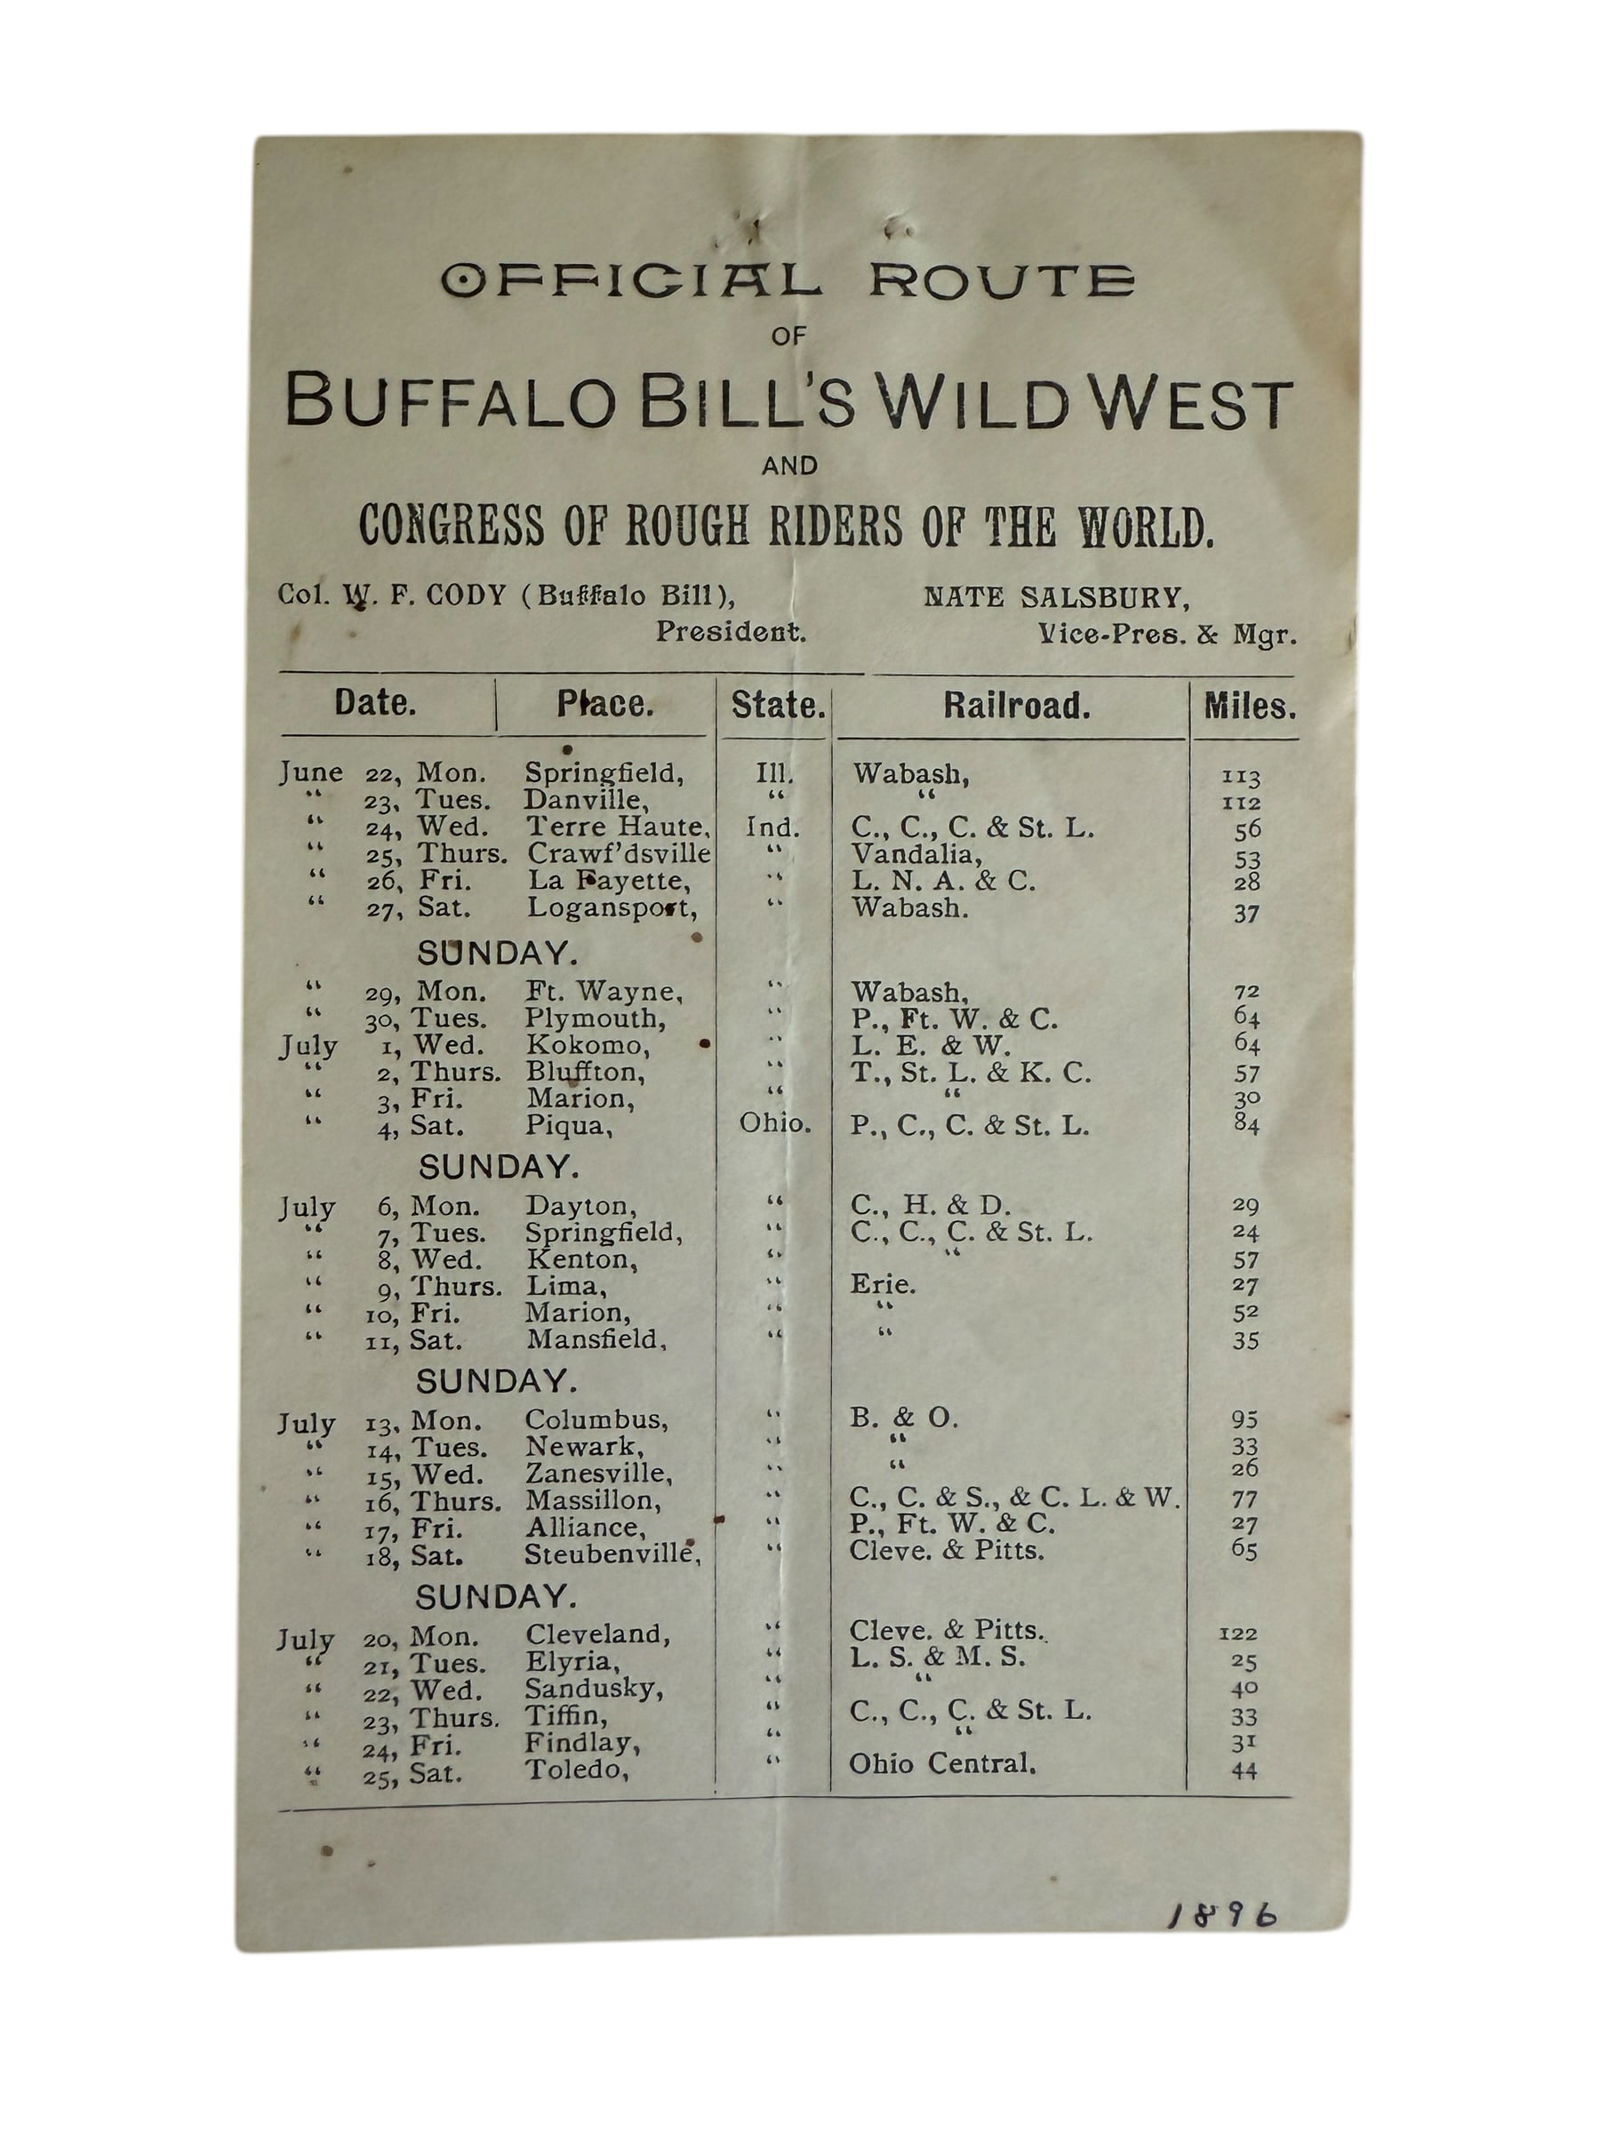 OFFICIAL ROUTE
OF
BUFFALO BILL'S WILD WEST
AND
CONGRESS OF ROUGH RIDERS OF THE WORLD.
Col. W. F. CODY (Buffalo Bill), NATE SALSBURY,
President. Vice-Pres. & Mgr.
Date. Place. State. Railroad. Miles.
June 22, Mon. Springfield, Ill. Wabash, 113
" 23, Tues. Danville, " " 112
" 24, Wed. Terre Haute, Ind. C., C., C. & St. L. 56
" 25, Thurs. Crawf'dsville " Vandalia, 53
" 26, Fri. La Fayette, " L. N. A. & C. 28
" 27, Sat. Logansport, " Wabash. 37
SUNDAY.
" 29, Mon. Ft. Wayne, " Wabash, 72
" 30, Tues. Plymouth, " P., Ft. W. & C. 64
July 1, Wed. Kokomo, " L. E. & W. 64
" 2, Thurs. Bluffton, " T., St. L. & K. C. 57
" 3, Fri. Marion, " " 30
" 4, Sat. Piqua, Ohio. P., C., C. & St. L. 84
SUNDAY.
July 6, Mon. Dayton, " C., H. & D. 29
" 7, Tues. Springfield, " C., C., C. & St. L. 24
" 8, Wed. Kenton, " " 57
" 9, Thurs. Lima, " Erie. 27
" 10, Fri. Marion, " " 52
" 11, Sat. Mansfield, " " 35
SUNDAY.
July 13, Mon. Columbus, " B. & O. 95
" 14, Tues. Newark, " " 33
" 15, Wed. Zanesville, " " 26
" 16, Thurs. Massillon, " C., C. & S., & C. L. & W. 77
" 17, Fri. Alliance, " P., Ft. W. & C. 27
" 18, Sat. Steubenville, " Cleve. & Pitts. 65
SUNDAY.
July 20, Mon. Cleveland, " Cleve. & Pitts. 122
" 21, Tues. Elyria, " L. S. & M. S. 25
" 22, Wed. Sandusky, " " 40
" 23, Thurs. Tiffin, " C., C., C. & St. L. 33
" 24, Fri. Findlay, " " 31
" 25, Sat. Toledo, " Ohio Central. 44
1896